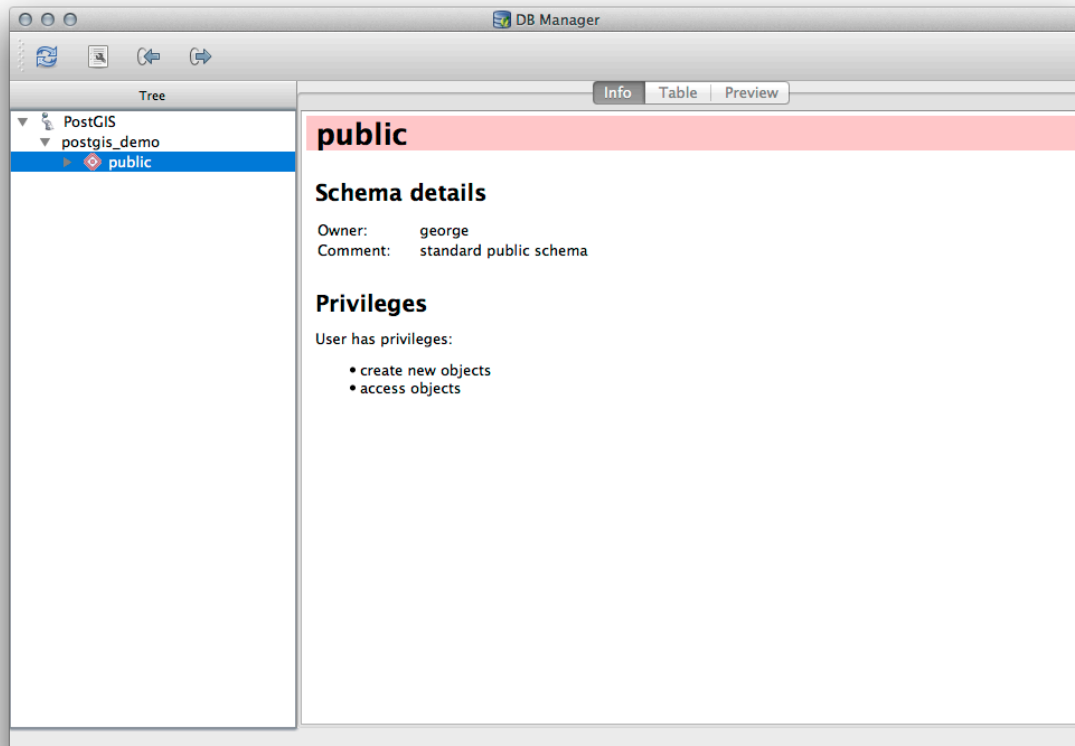 DB Manager
Tree
Info Table Preview
PostGIS
postgis_demo
public
public
Schema details
Owner: george
Comment: standard public schema
Privileges
User has privileges:
• create new objects
• access objects